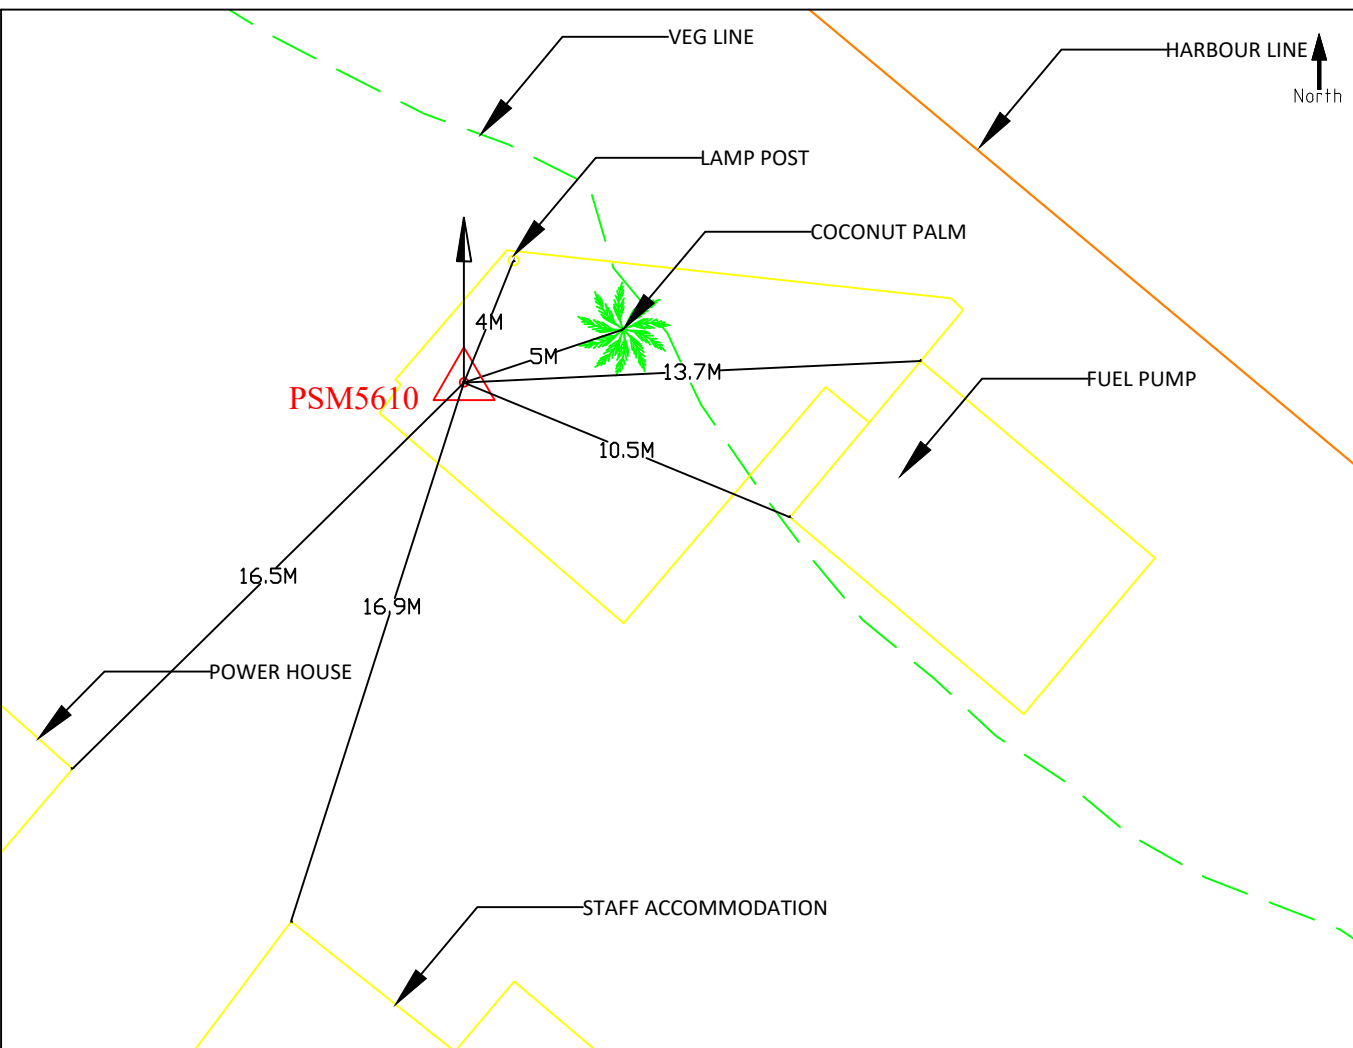 VEG LINE
HARBOUR LINE
North
LAMP POST
COCONUT PALM
4M
5M
13.7M
FUEL PUMP
PSM5610
10.5M
16.5M
16.9M
POWER HOUSE
STAFF ACCOMMODATION